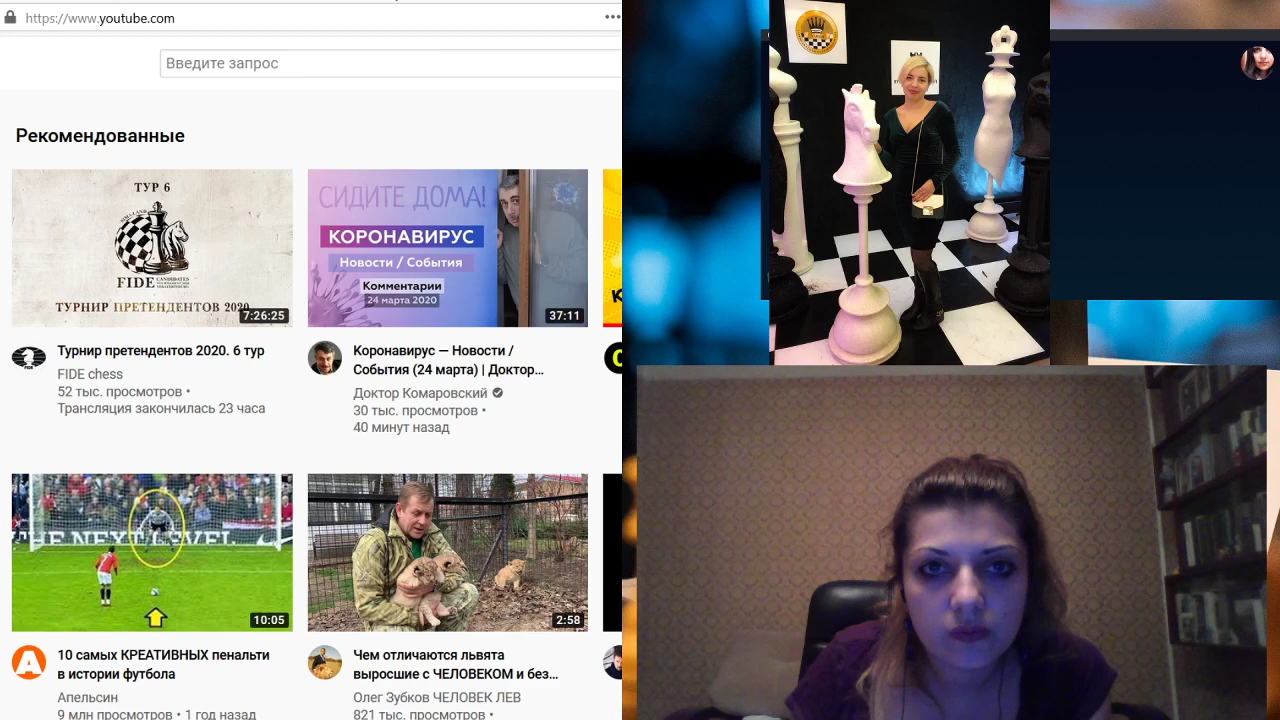 https://www.youtube.com
Введите запрос
Рекомендованные
ТУР 6
FIDE
CANDIDATES
ТУРНИР ПРЕТЕНДЕНТОВ 2020
7:26:25
СИДИТЕ ДОМА!
КОРОНАВИРУС
Новости / События
Комментарии
24 марта 2020
37:11
Турнир претендентов 2020. 6 тур
FIDE chess
52 тыс. просмотров •
Трансляция закончилась 23 часа
Коронавирус — Новости /
События (24 марта) | Доктор...
Доктор Комаровский
30 тыс. просмотров •
40 минут назад
THE NEXT LEVEL
10:05
2:58
10 самых КРЕАТИВНЫХ пенальти
в истории футбола
Апельсин
9 млн просмотров • 1 год назад
Чем отличаются львята
выросшие с ЧЕЛОВЕКОМ и без...
Олег Зубков ЧЕЛОВЕК ЛЕВ
821 тыс. просмотров •